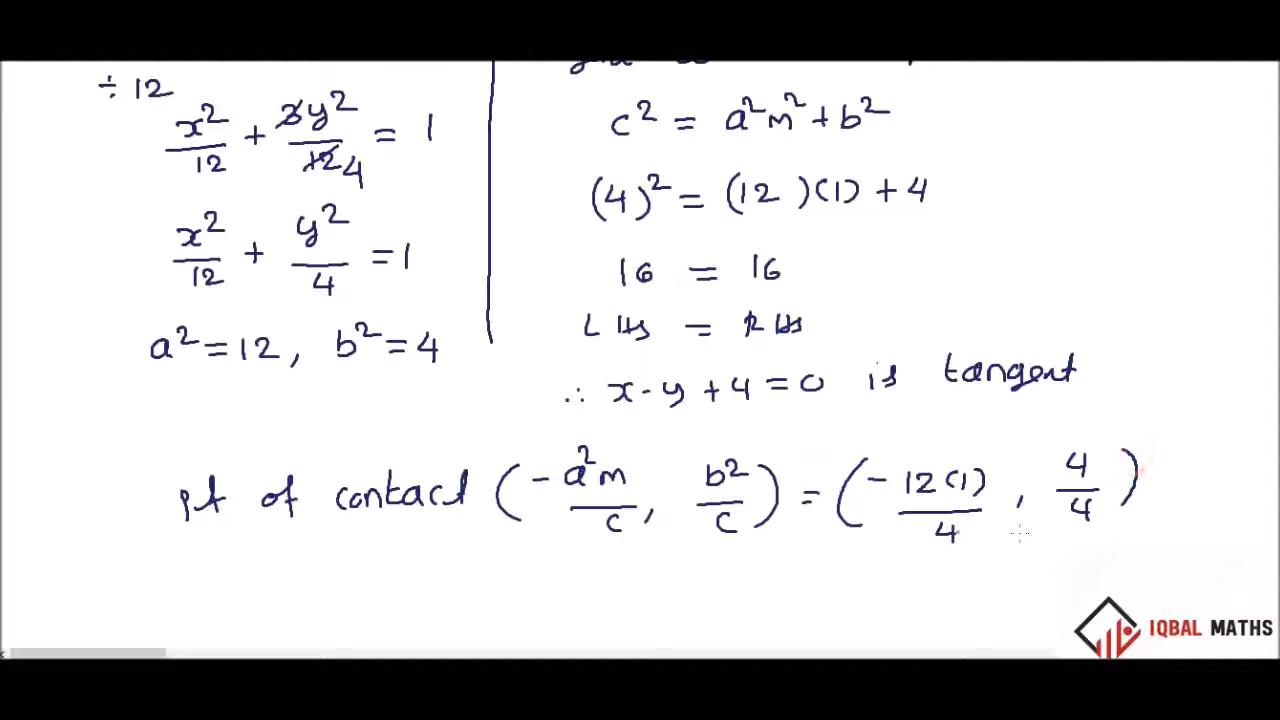 ÷ 12
x²/12 + 3y²/12 4 = 1
x²/12 + y²/4 = 1
a² = 12, b² = 4
c² = a²m² + b²
(4)² = (12)(1) + 4
16 = 16
LHS = RHS
∴ x - y + 4 = 0 is tangent
pt of contact (-a²m/c, b²/c) = (-12(1)/4, 4/4)
IQBAL MATHS